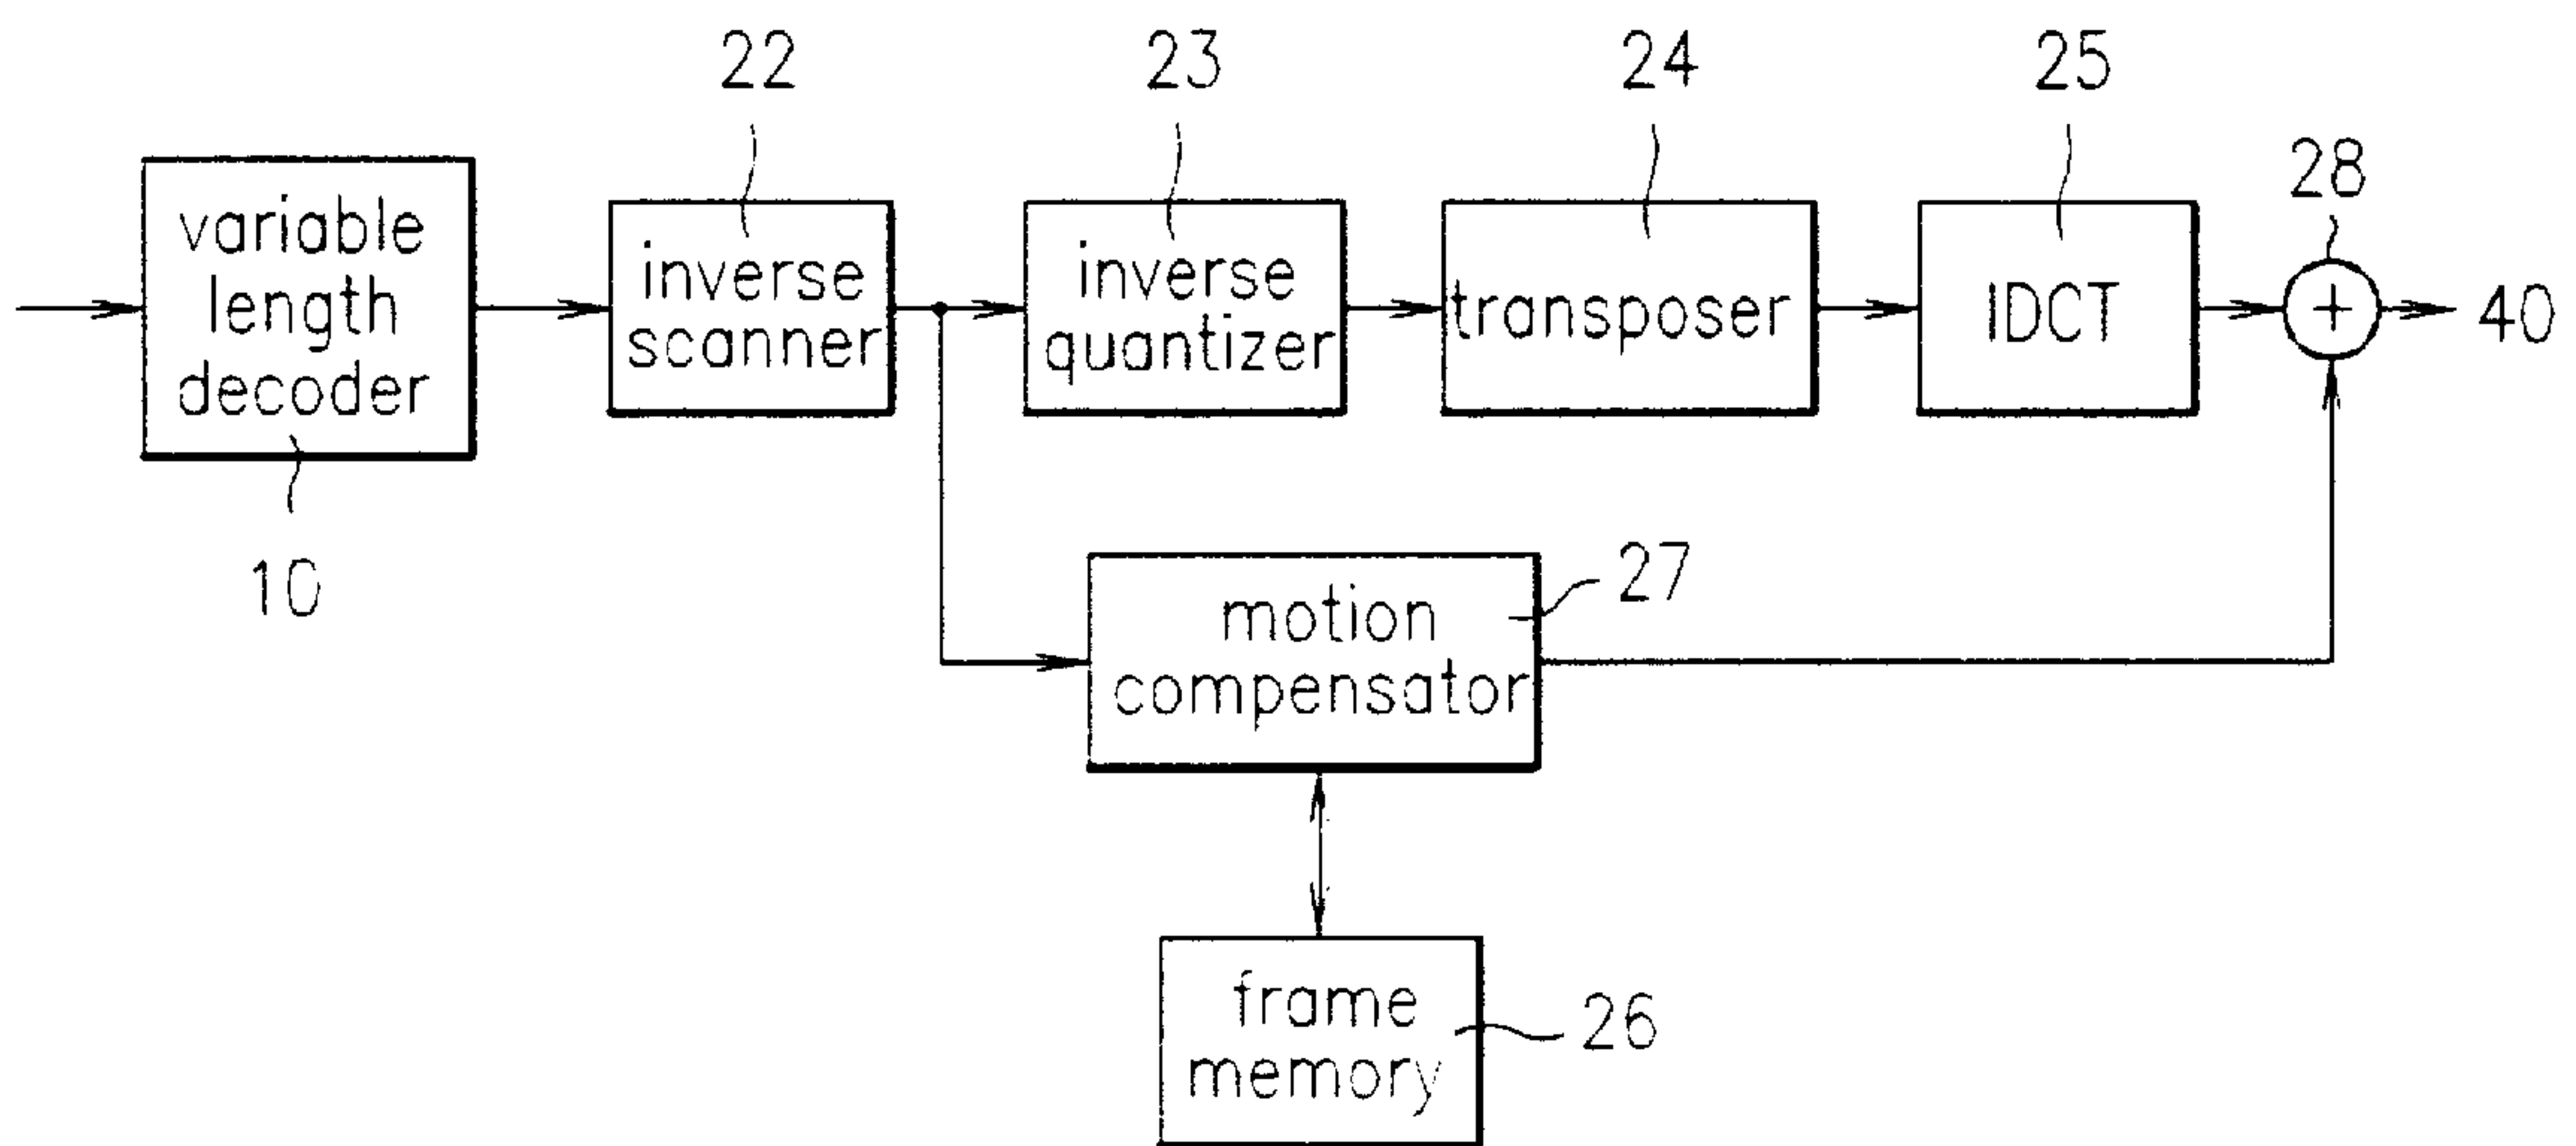 22
23
24
25
28
variable
length
decoder
inverse
scanner
inverse
quantizer
transposer
IDCT
+
40
10
motion
compensator
27
frame
memory
26